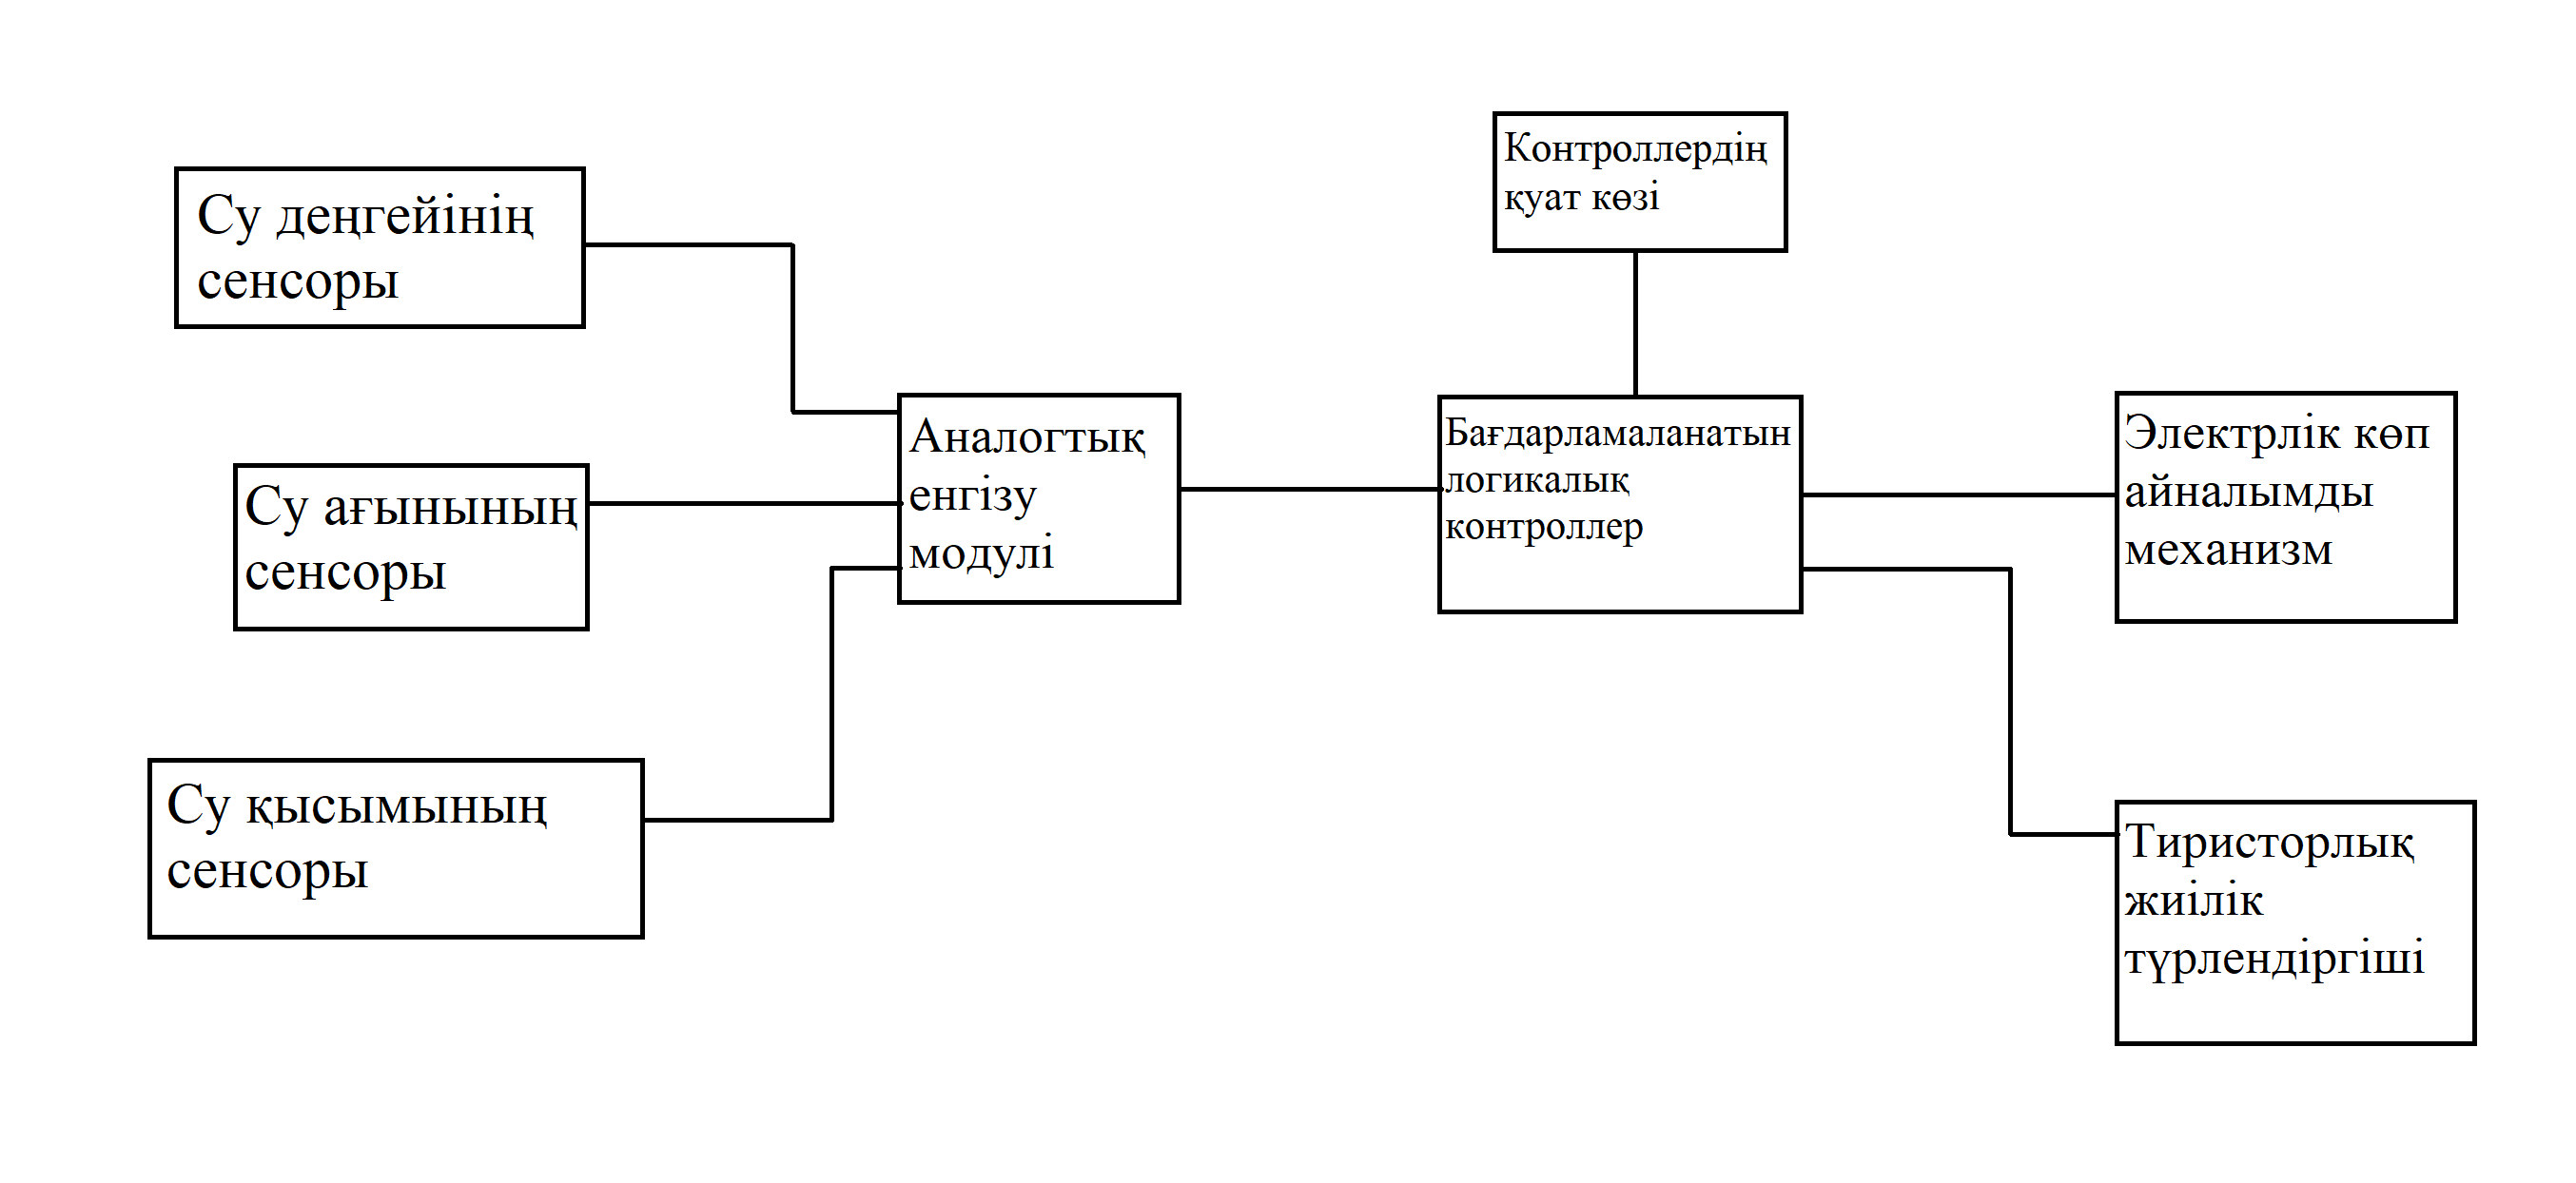 Су деңгейінің
сенсоры
Су ағынының
сенсоры
Су қысымының
сенсоры
Аналогтық
енгізу
модулі
Контроллердің
қуат көзі
Бағдарламаланатын
логикалық
контроллер
Электрлік көп
айналымды
механизм
Тиристорлық
жиілік
түрлендіргіші